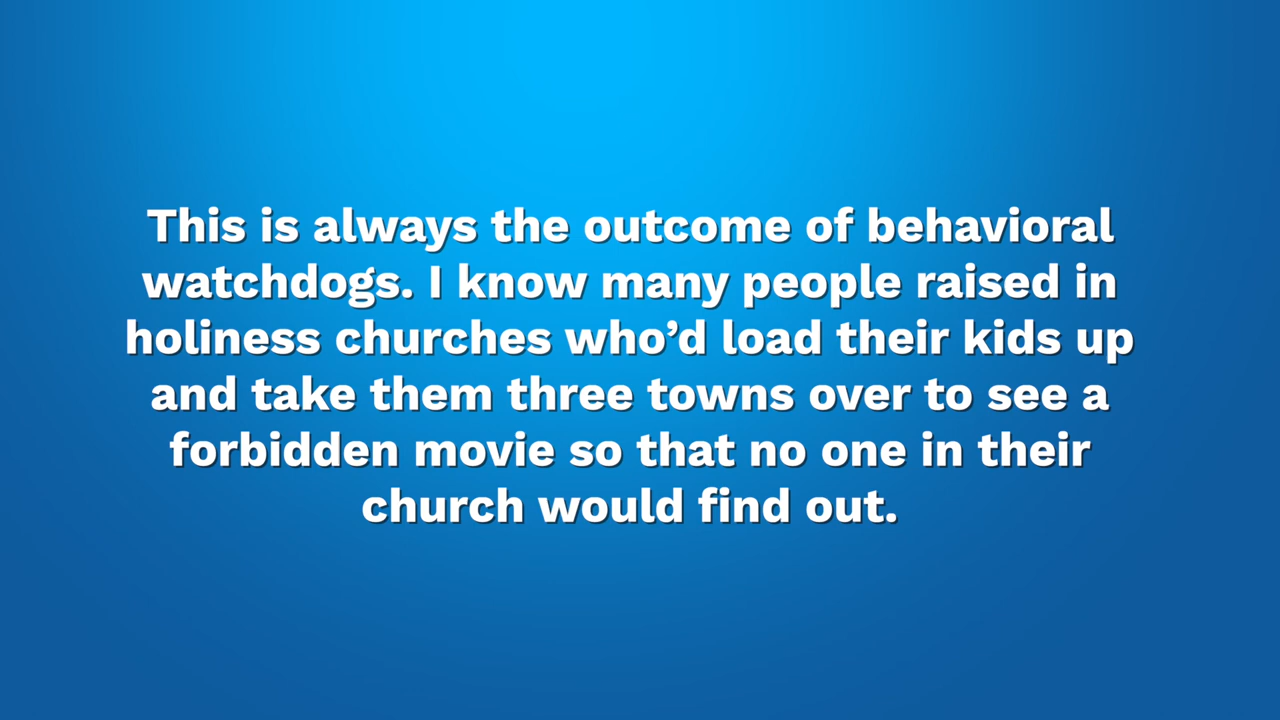 This is always the outcome of behavioral
watchdogs. I know many people raised in
holiness churches who’d load their kids up
and take them three towns over to see a
forbidden movie so that no one in their
church would find out.